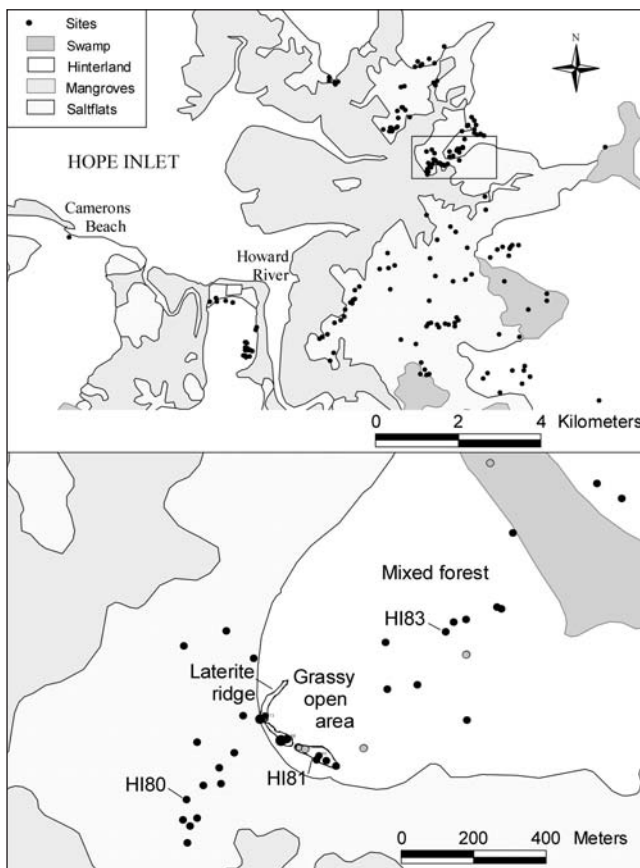 Sites
Swamp
Hinterland
Mangroves
Saltflats
N
HOPE INLET
Camerons
Beach
Howard
River
0 2 4 Kilometers
Mixed forest
HI83
Laterite
ridge
Grassy
open
area
HI81
HI80
0 200 400 Meters